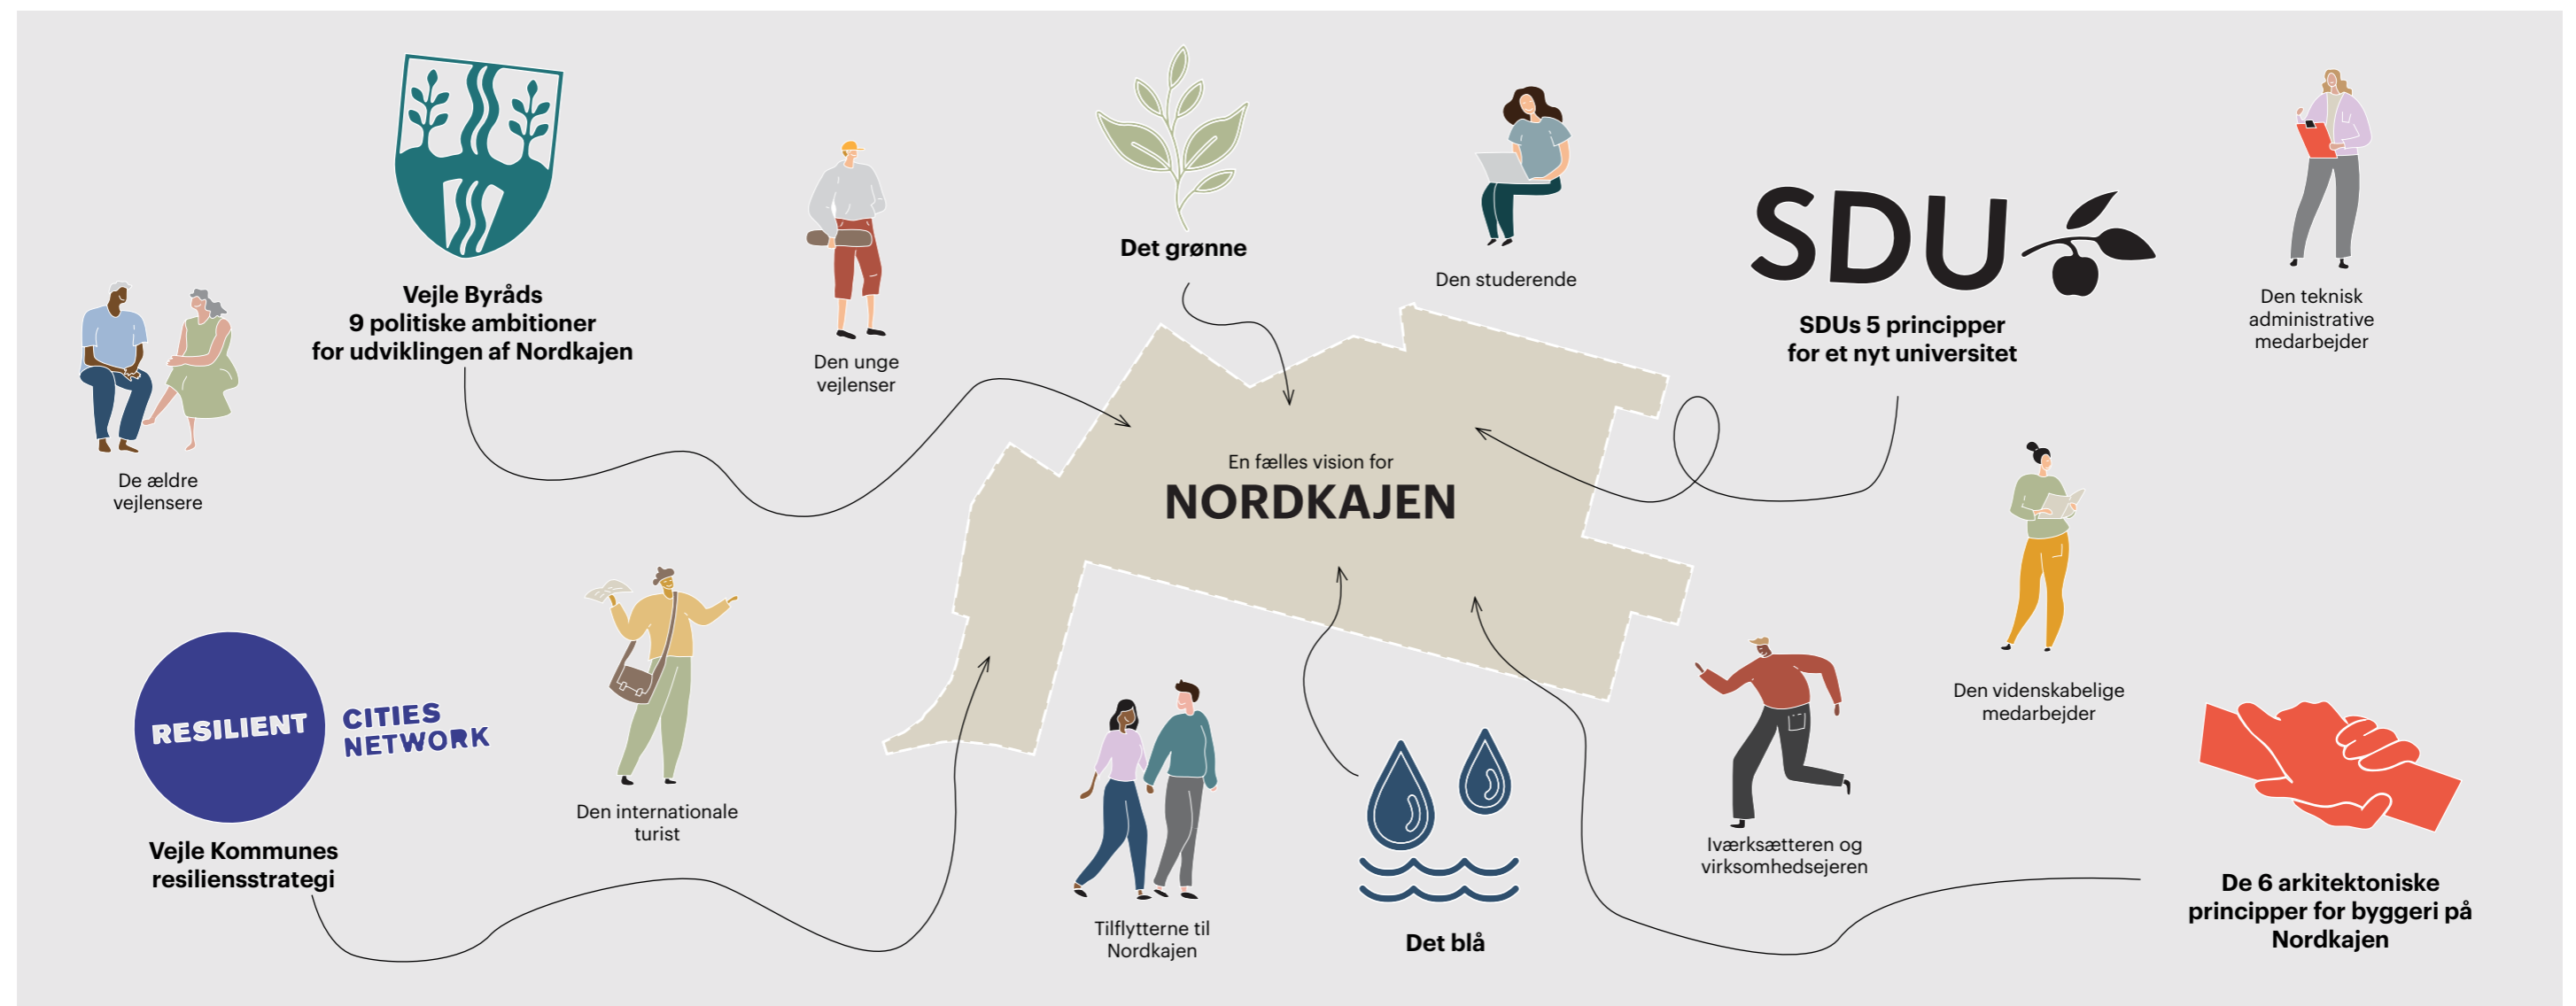 Vejle Byråds
9 politiske ambitioner
for udviklingen af Nordkajen
Den unge
vejlenser
Det grønne
Den studerende
SDU
SDUs 5 principper
for et nyt universitet
Den teknisk
administrative
medarbejder
De ældre
vejlensere
En fælles vision for
NORDKAJEN
Den videnskabelige
medarbejder
RESILIENT
CITIES
NETWORK
Vejle Kommunes
resiliensstrategi
Den internationale
turist
Tilflytterne til
Nordkajen
Det blå
Iværksætteren og
virksomhedsejeren
De 6 arkitektoniske
principper for byggeri på
Nordkajen